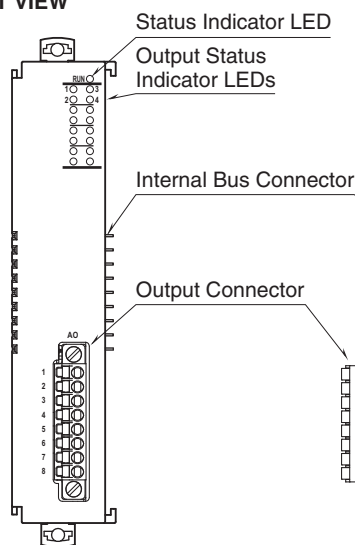 VIEW
Status Indicator LED
Output Status
Indicator LEDs
RUN
1 3
2 4
Internal Bus Connector
Output Connector
AO
1
2
3
4
5
6
7
8